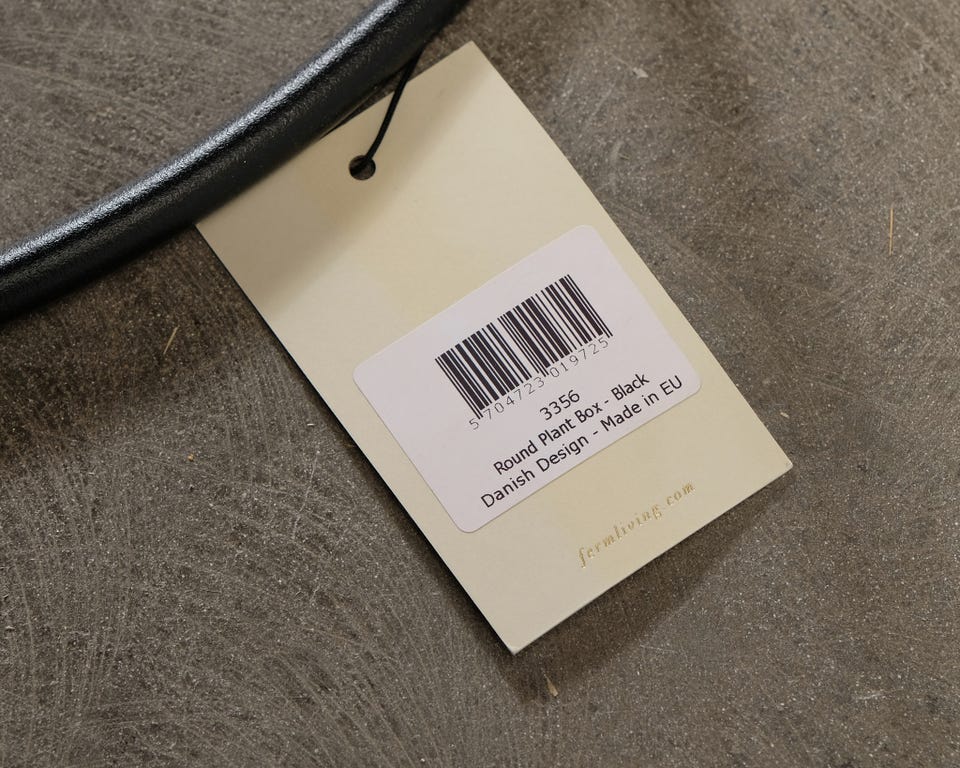 5 704723 019725
3356
Round Plant Box - Black
Danish Design - Made in EU
fermliving.com